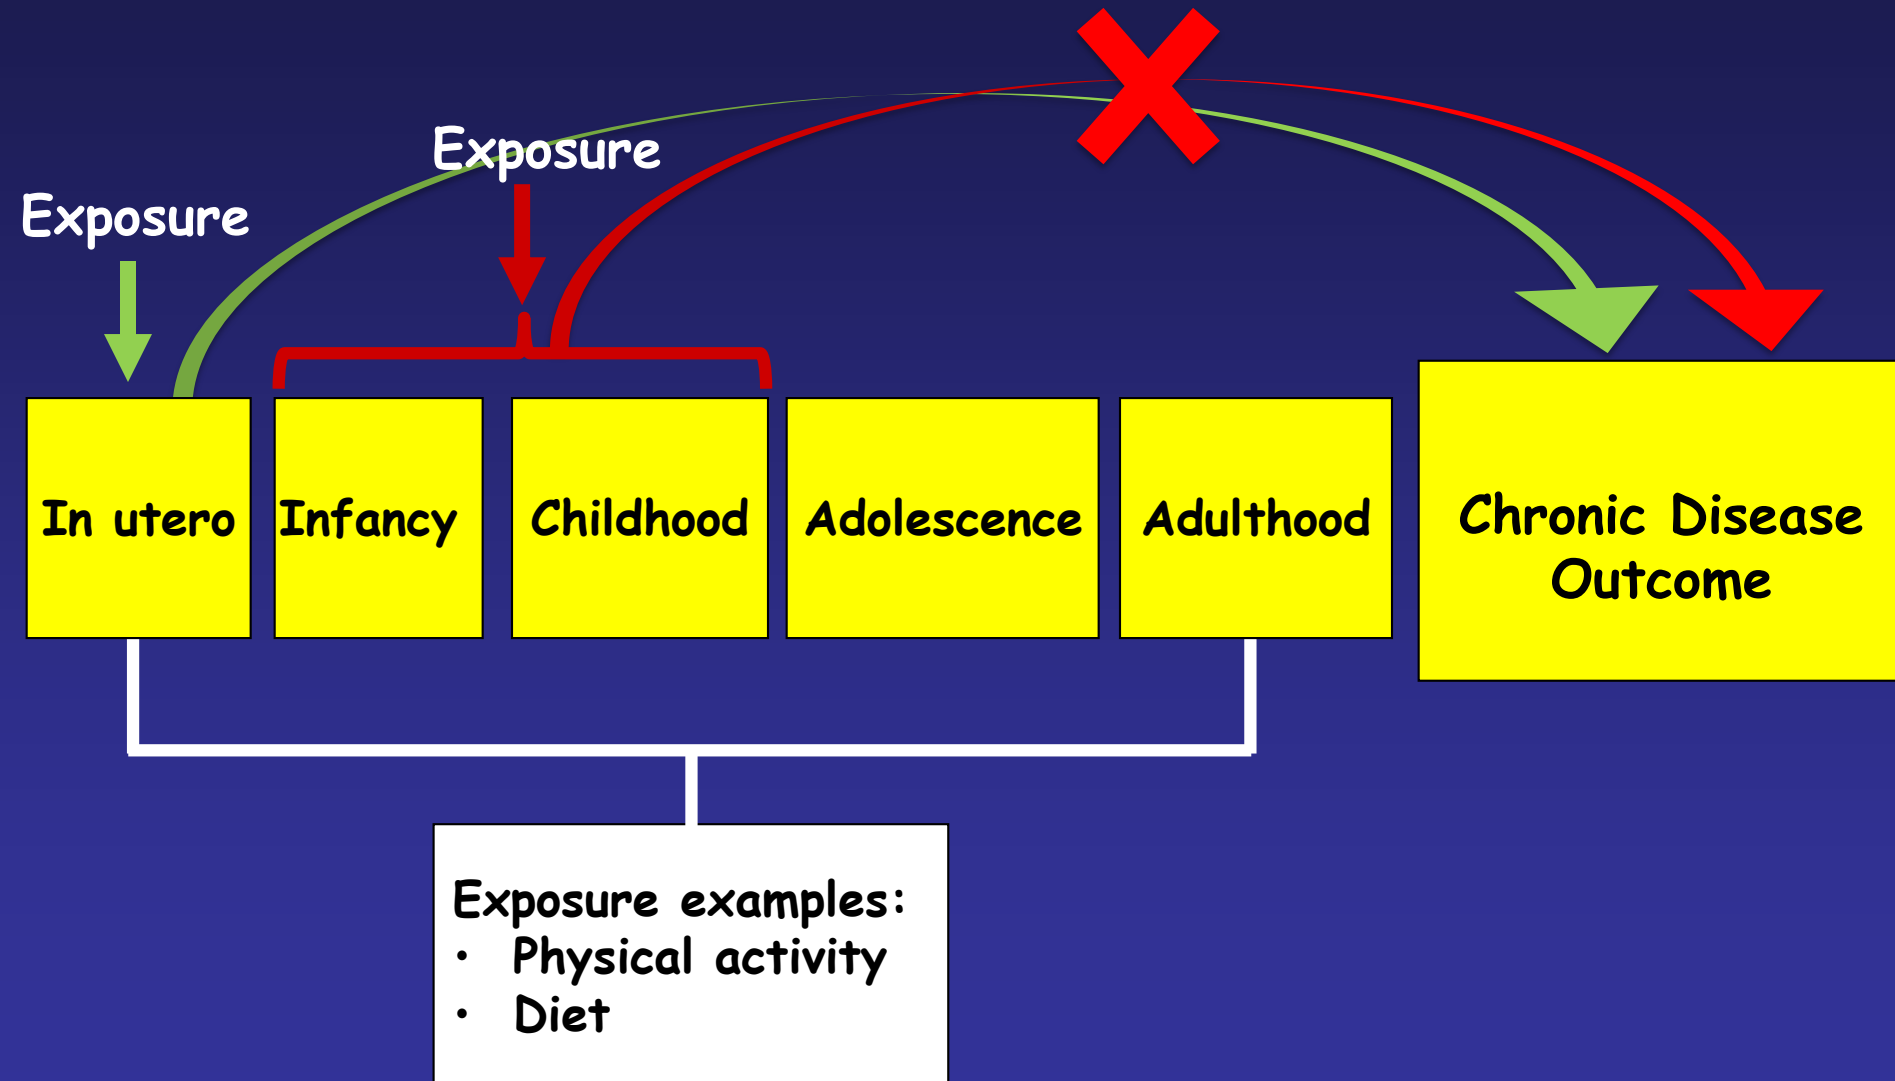 Exposure
Exposure
In utero
Infancy
Childhood
Adolescence
Adulthood
Chronic Disease
Outcome
Exposure examples:
• Physical activity
• Diet